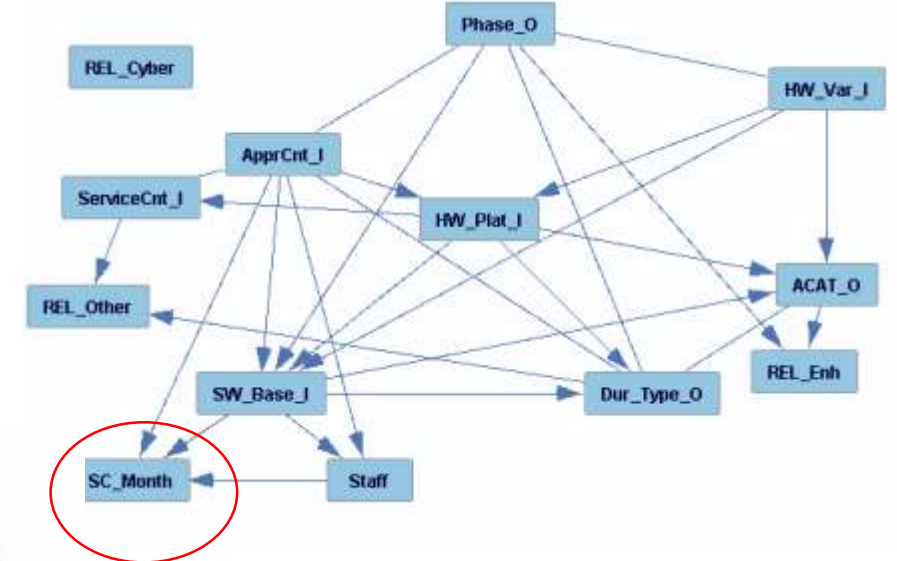 Phase_O
REL_Cyber
HW_Var_I
ApprCnt_I
ServiceCnt_I
HW_Plat_I
ACAT_O
REL_Other
REL_Enh
SW_Base_I
Dur_Type_O
SC_Month
Staff